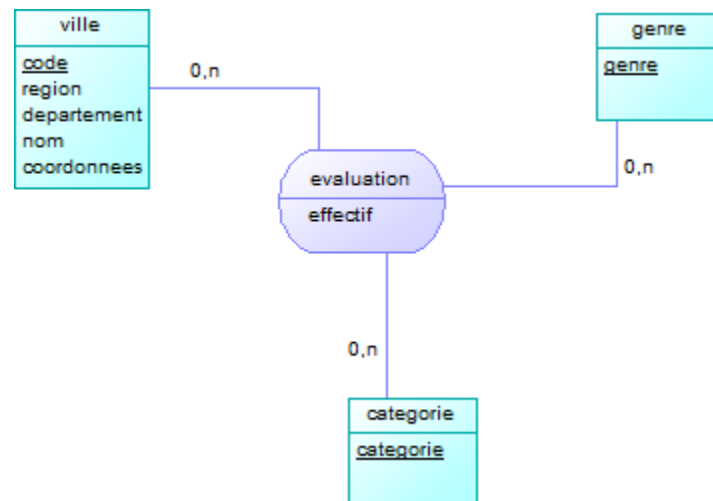 ville
code
region
departement
nom
coordonnees
0,n
genre
genre
0,n
evaluation
effectif
0,n
categorie
categorie